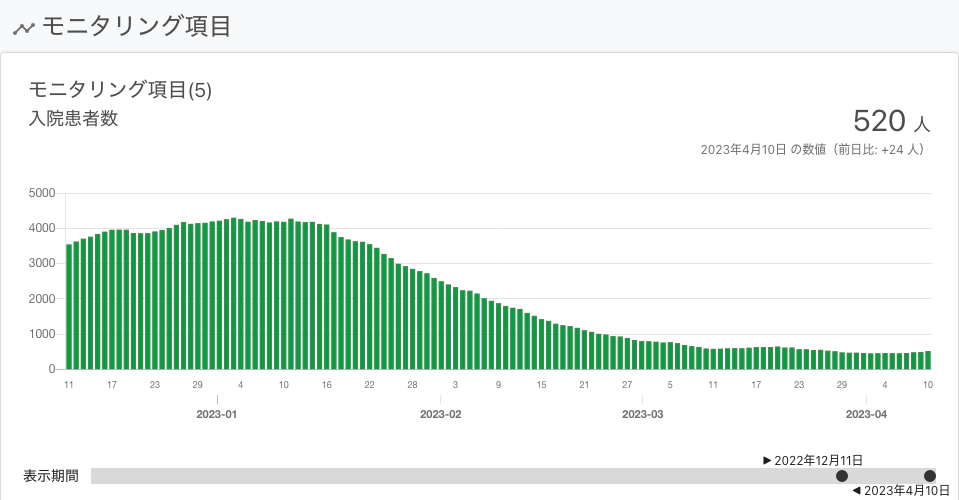 モニタリング項目
モニタリング項目(5)
入院患者数
520 人
2023年4月10日 の数値（前日比: +24 人）
5000
4000
3000
2000
1000
0
11 17 23 29 4 10 16 22 28 3 9 15 21 27 5 11 17 23 29 4 10
2023-01 2023-02 2023-03 2023-04
表示期間
2022年12月11日
2023年4月10日